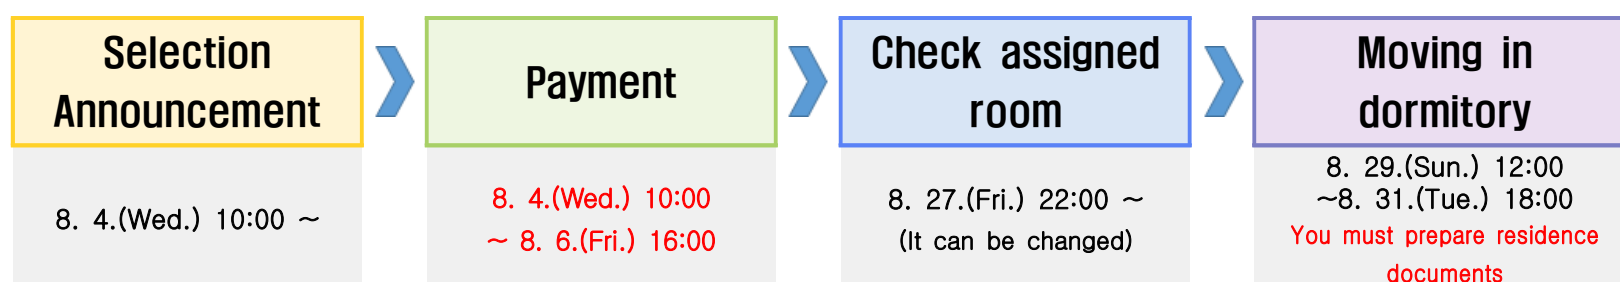 Selection
Announcement
8. 4.(Wed.) 10:00 ~
Payment
8. 4.(Wed.) 10:00
~ 8. 6.(Fri.) 16:00
Check assigned
room
8. 27.(Fri.) 22:00 ~
(It can be changed)
Moving in
dormitory
8. 29.(Sun.) 12:00
~8. 31.(Tue.) 18:00
You must prepare residence
documents